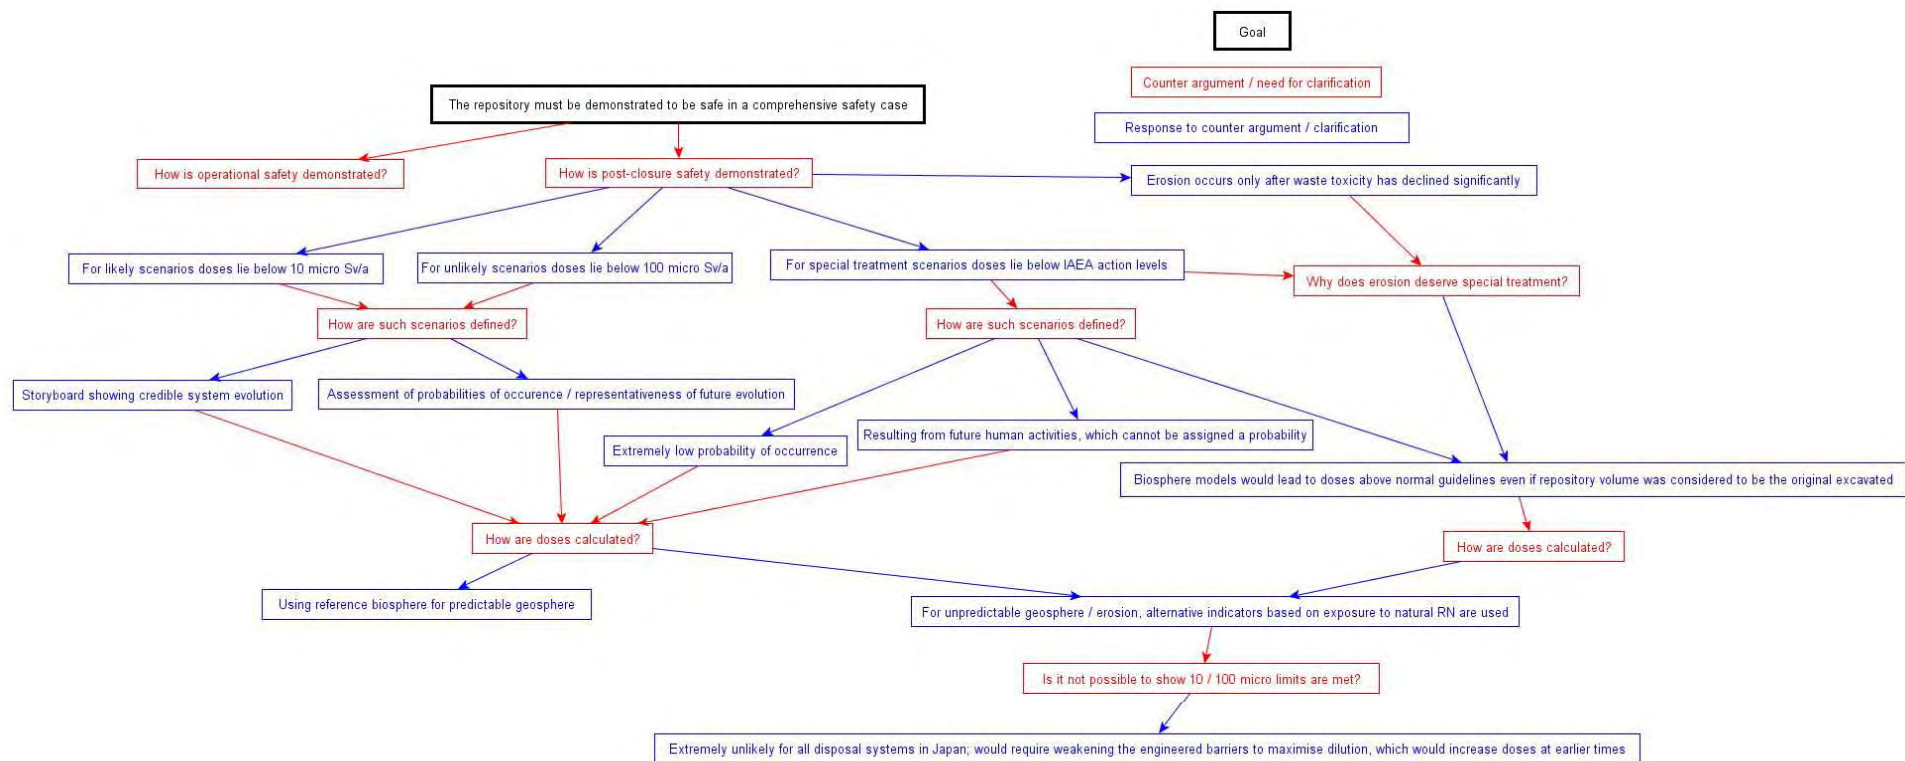 Goal
Counter argument / need for clarification
The repository must be demonstrated to be safe in a comprehensive safety case
Response to counter argument / clarification
How is operational safety demonstrated?
How is post-closure safety demonstrated?
Erosion occurs only after waste toxicity has declined significantly
For likely scenarios doses lie below 10 micro Sv/a
For unlikely scenarios doses lie below 100 micro Sv/a
For special treatment scenarios doses lie below IAEA action levels
Why does erosion deserve special treatment?
How are such scenarios defined?
How are such scenarios defined?
Storyboard showing credible system evolution
Assessment of probabilities of occurence / representativeness of future evolution
Extremely low probability of occurrence
Resulting from future human activities, which cannot be assigned a probability
Biosphere models would lead to doses above normal guidelines even if repository volume was considered to be the original excavated
How are doses calculated?
How are doses calculated?
Using reference biosphere for predictable geosphere
For unpredictable geosphere / erosion, alternative indicators based on exposure to natural RN are used
Is it not possible to show 10 / 100 micro limits are met?
Extremely unlikely for all disposal systems in Japan; would require weakening the engineered barriers to maximise dilution, which would increase doses at earlier times